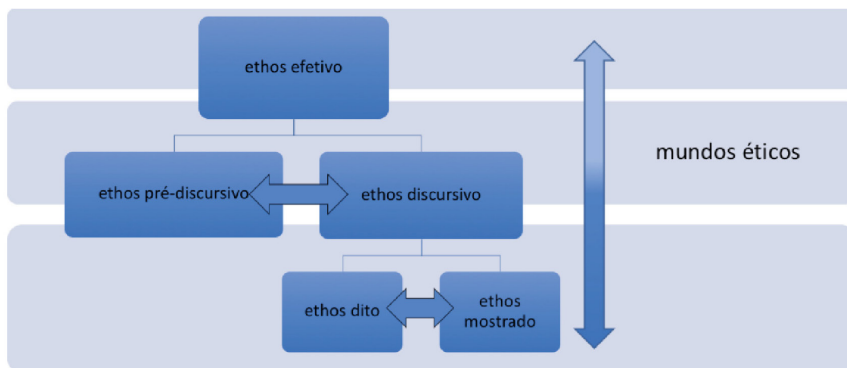 ethos efetivo
mundos éticos
ethos pré-discursivo
ethos discursivo
ethos dito
ethos
mostrado